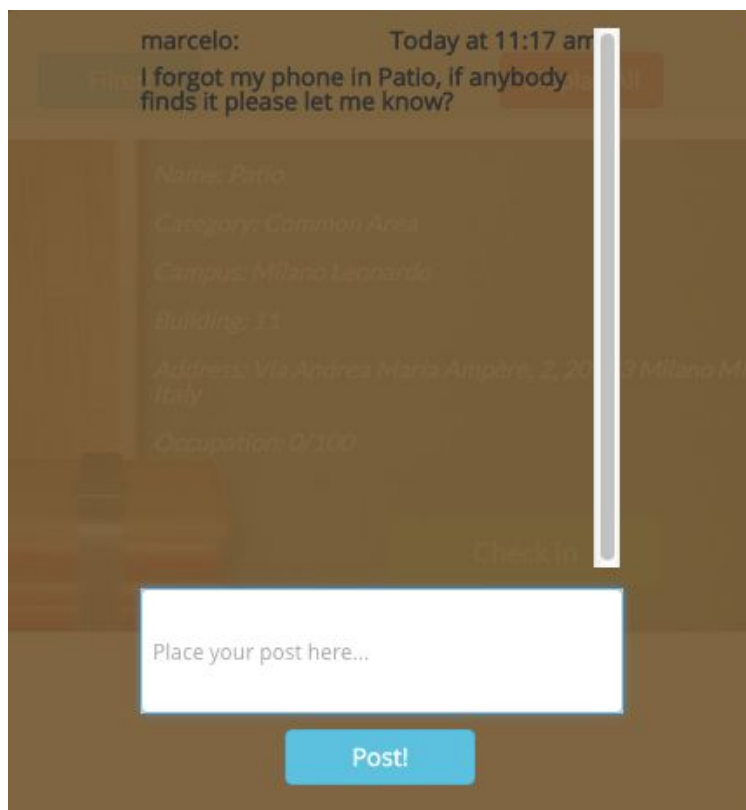 marcelo: Today at 11:17 am
I forgot my phone in Patio, if anybody
finds it please let me know?
Name: Patio
Category: Common Area
Campus: Milano Leonardo
Building: 11
Address: Via Andrea Maria Ampère, 2, Milano
Italy
Occupation: 0/100
Check in
Place your post here...
Post!